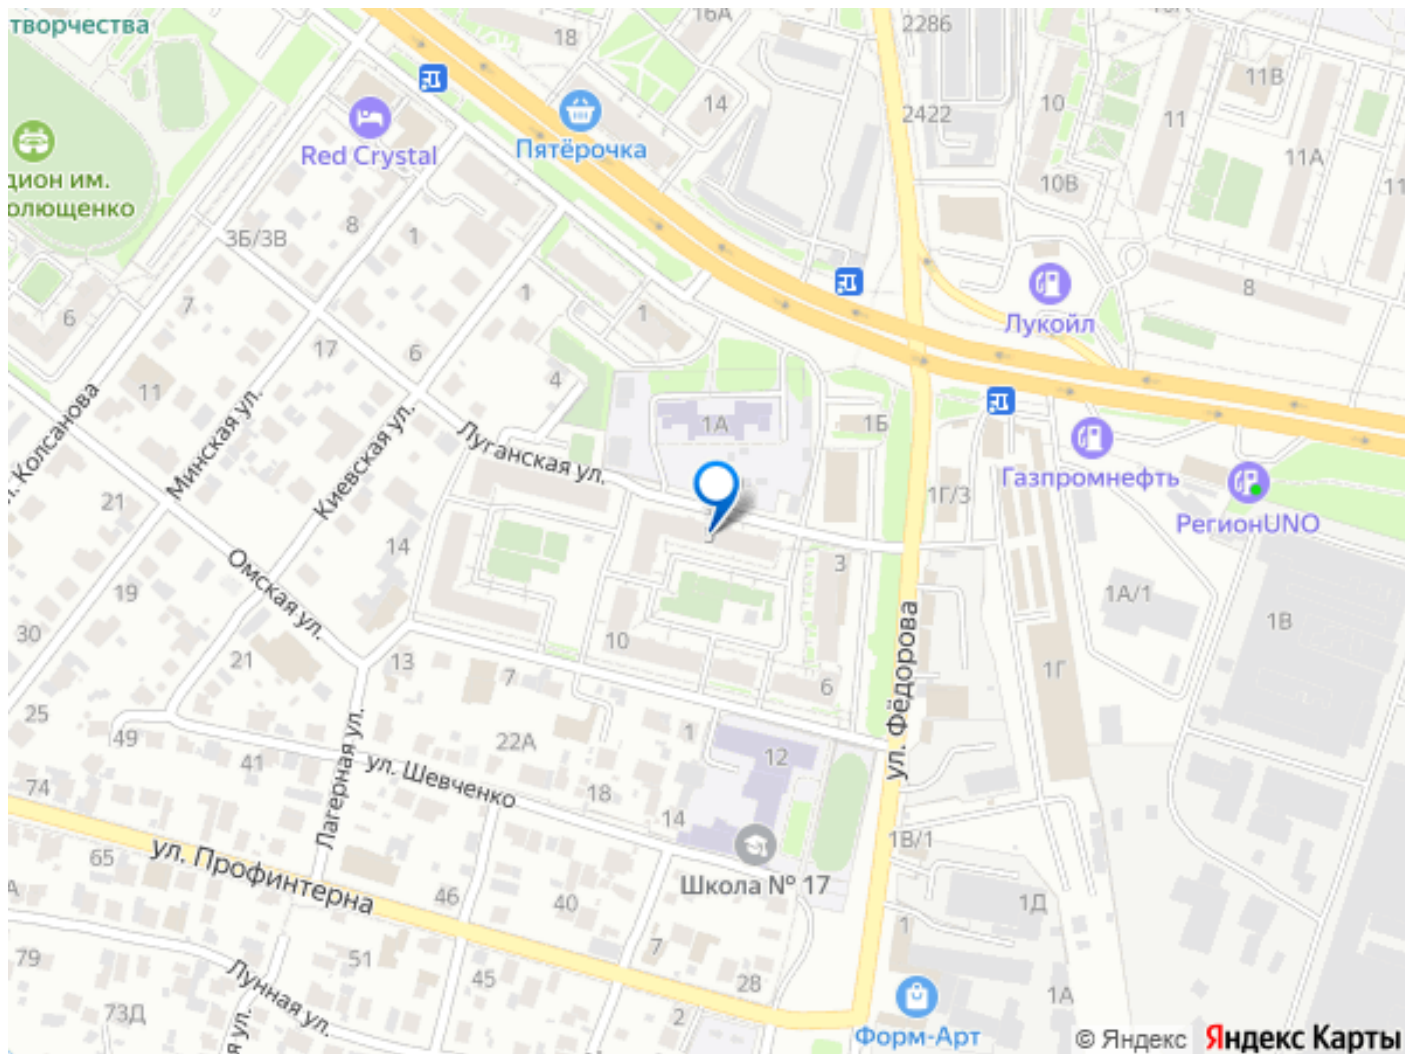 творчества
16А
18
2286
11В
14
10
11
2422
Пятёрочка
Red Crystal
11А
10В
дион им.
олющенко
8
1
3Б/3В
8
1
7
6
1
Лукойл
17
6
4
11
1А
1Б
Колсанова
Минская ул.
Киевская ул.
Луганская ул.
Газпромнефть
1Г/3
РегионUNO
21
14
Омская ул.
3
19
1А/1
30
10
1В
21
13
7
1Г
6
ул. Фёдорова
25
49
41
Лагерная ул.
22А
1
12
74
ул. Шевченко
18
14
1В/1
65
ул. Профинтерна
Школа № 17
46
40
1Д
1
79
51
7
Лунная ул.
45
28
1А
73Д
2
Форм-Арт
ая ул.
© Яндекс Яндекс Карты